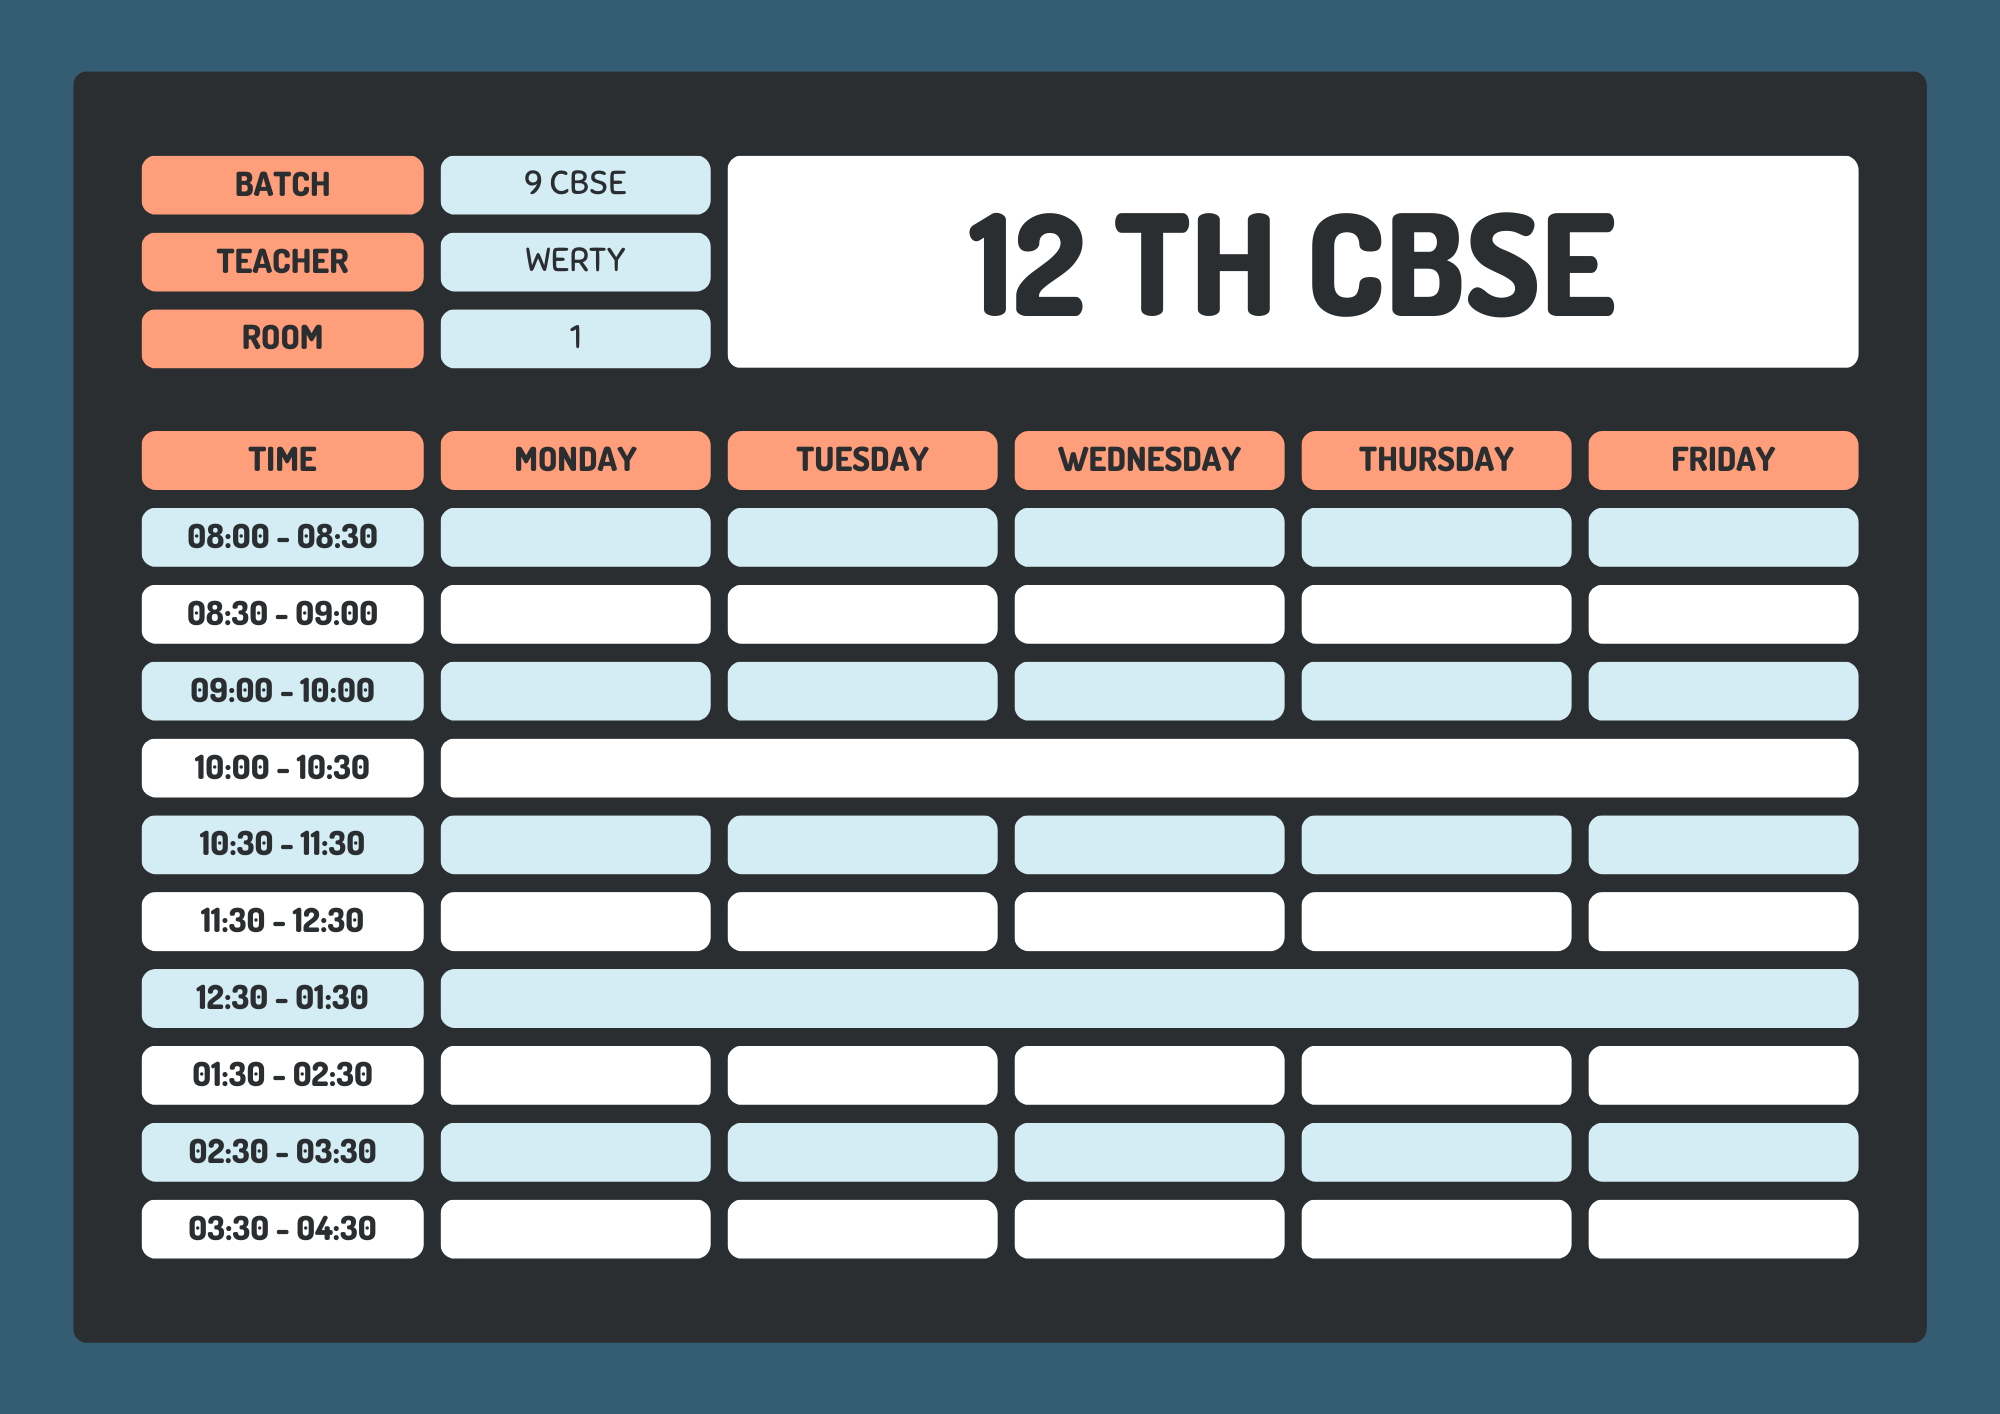 BATCH 9 CBSE
TEACHER WERTY
ROOM 1
12 TH CBSE
TIME MONDAY TUESDAY WEDNESDAY THURSDAY FRIDAY
08:00 - 08:30
08:30 - 09:00
09:00 - 10:00
10:00 - 10:30
10:30 - 11:30
11:30 - 12:30
12:30 - 01:30
01:30 - 02:30
02:30 - 03:30
03:30 - 04:30